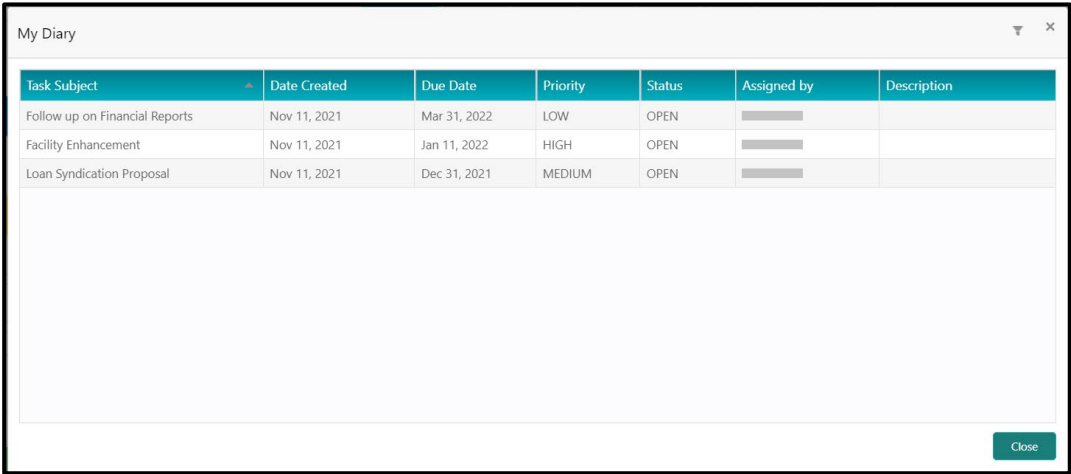 My Diary
Task Subject Date Created Due Date Priority Status Assigned by Description
Follow up on Financial Reports Nov 11, 2021 Mar 31, 2022 LOW OPEN
Facility Enhancement Nov 11, 2021 Jan 11, 2022 HIGH OPEN
Loan Syndication Proposal Nov 11, 2021 Dec 31, 2021 MEDIUM OPEN
Close